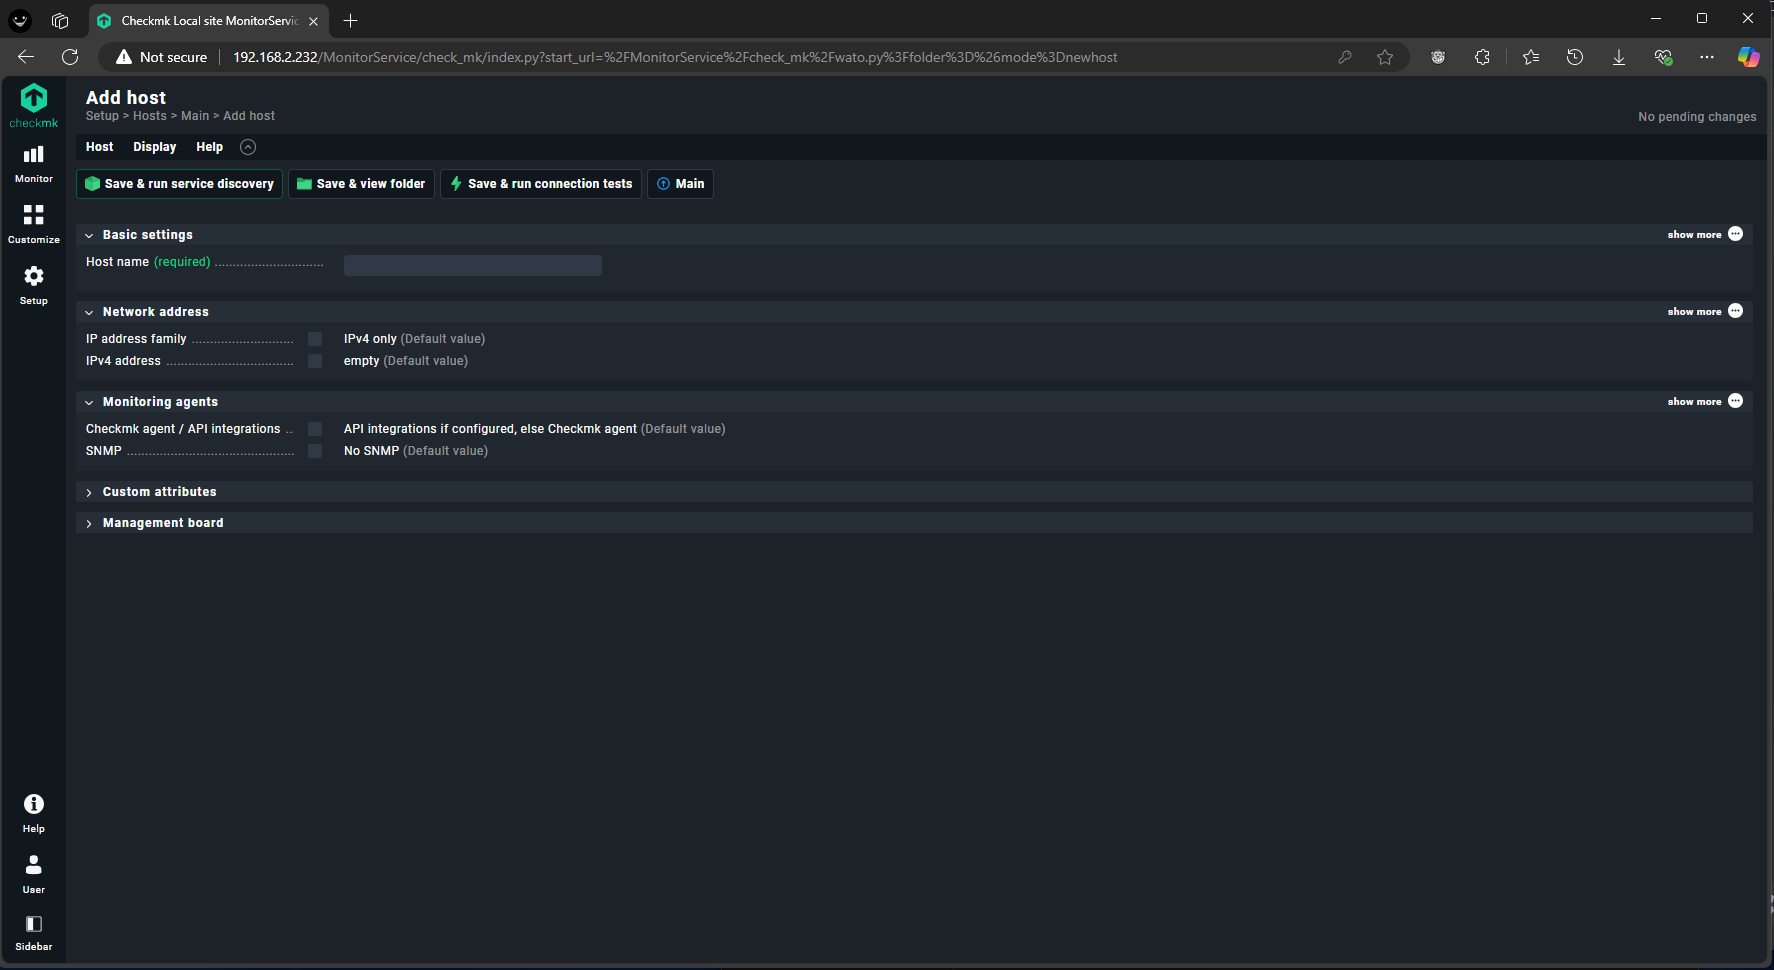 Checkmk Local site MonitorServic
Not secure
192.168.2.232/MonitorService/check_mk/index.py?start_url=%2FMonitorService%2Fcheck_mk%2Fwato.py%3Ffolder%3D%26mode%3Dnewhost
checkmk
Monitor
Customize
Setup
Help
User
Sidebar
Add host
Setup > Hosts > Main > Add host
No pending changes
Host Display Help
Save & run service discovery Save & view folder Save & run connection tests Main
Basic settings show more
Host name (required)
Network address show more
IP address family IPv4 only (Default value)
IPv4 address empty (Default value)
Monitoring agents show more
Checkmk agent / API integrations API integrations if configured, else Checkmk agent (Default value)
SNMP No SNMP (Default value)
Custom attributes
Management board